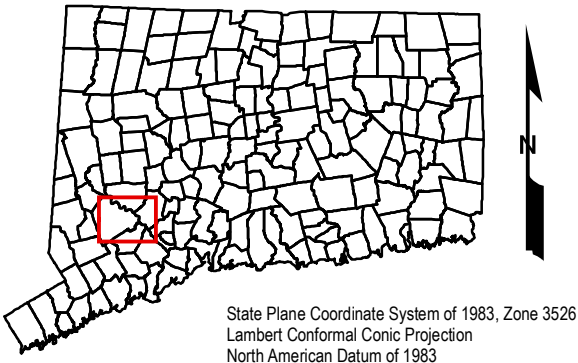 N
State Plane Coordinate System of 1983, Zone 3526
Lambert Conformal Conic Projection
North American Datum of 1983